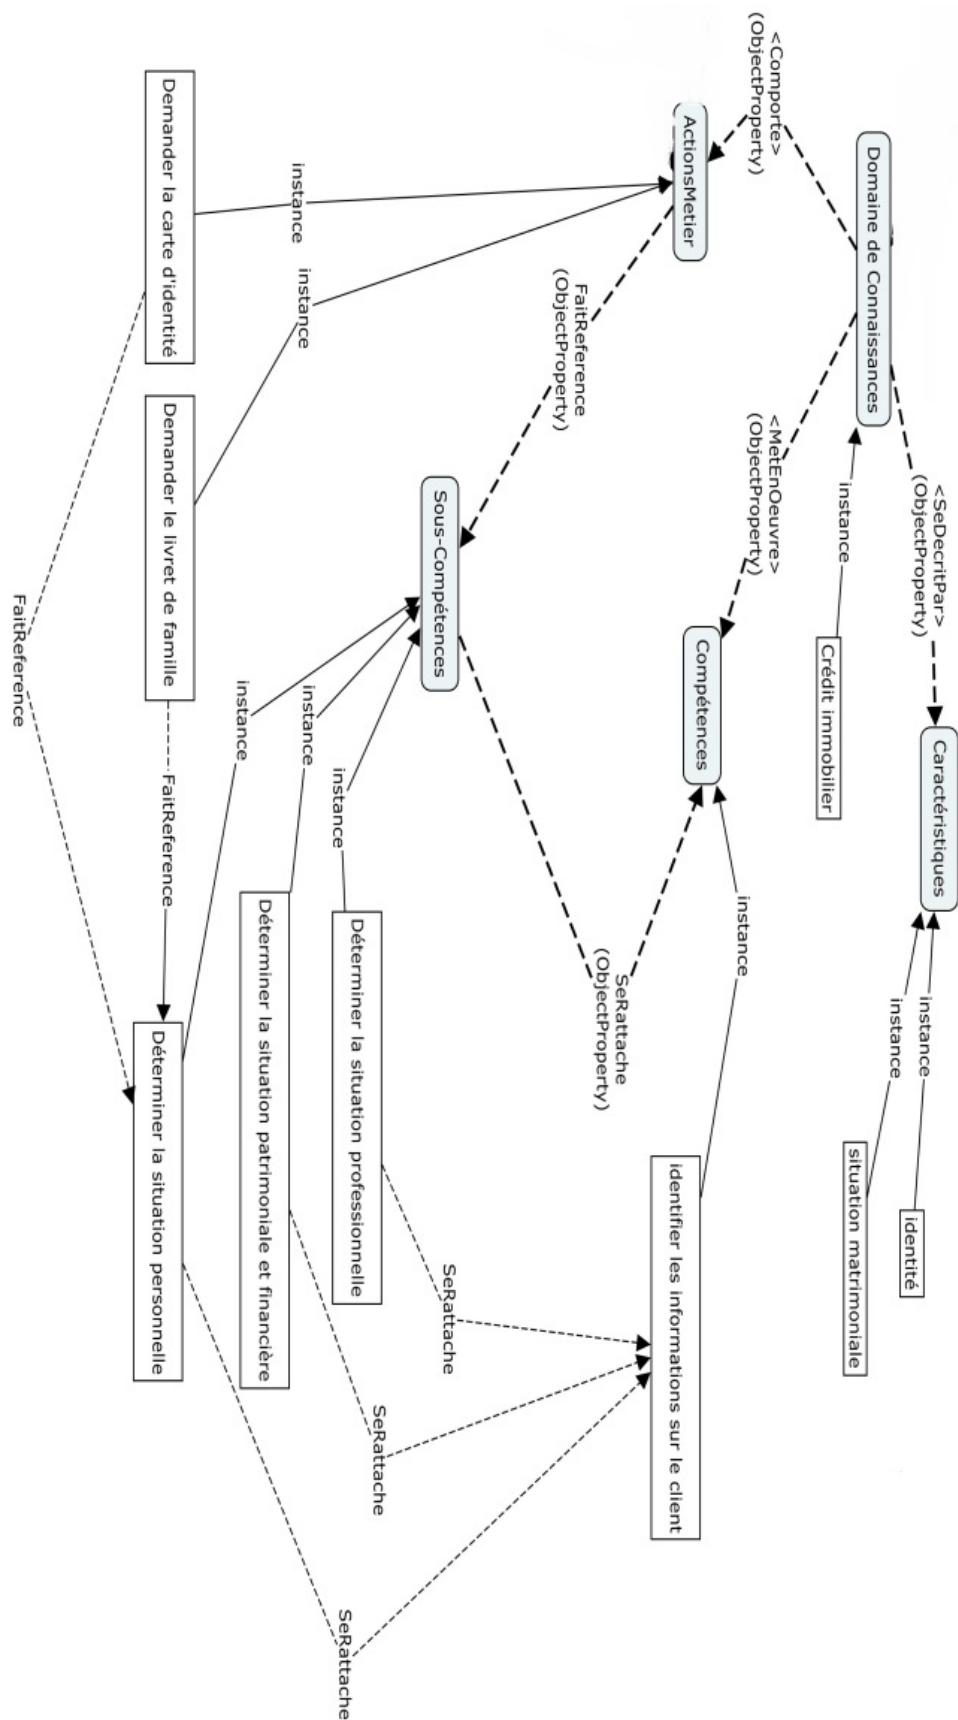 Domaine de Connaissances
<SeDecritPar>
(ObjectProperty)
<Comporte>
(ObjectProperty)
<MetEnOeuvre>
(ObjectProperty)
instance
Crédit immobilier
Caractéristiques
instance
instance
identité
situation matrimoniale
ActionsMetier
Compétences
instance
FaitReference
(ObjectProperty)
SeRattache
(ObjectProperty)
identifier les informations sur le client
Sous-Compétences
instance
instance
instance
instance
instance
SeRattache
Déterminer la situation professionnelle
SeRattache
Déterminer la situation patrimoniale et financière
SeRattache
Demander la carte d'identité
Demander le livret de famille
FaitReference
Déterminer la situation personnelle
FaitReference